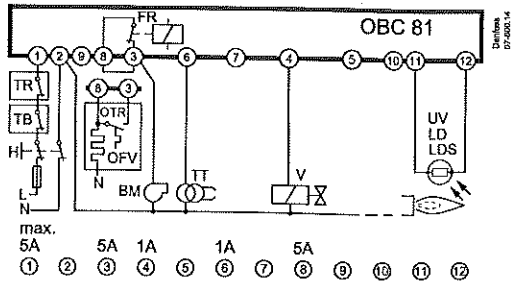 FR
OBC 81
Danfoss
07-600.14
1 2 9 8 3 6 7 4 5 10 11 12
TR
8 3
TB
OTR
UV
LD
LDS
OFV
H
TT
V
L
N
N
BM
max.
5A 5A 1A 1A 5A
1 2 3 4 5 6 7 8 9 10 11 12